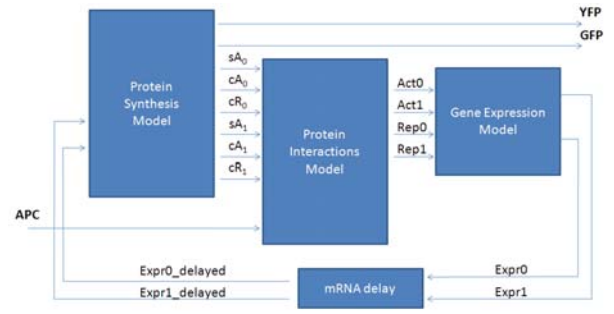 YFP
GFP
Protein
Synthesis
Model
sA0
cA0
cR0
sA1
cA1
cR1
Protein
Interactions
Model
Act0
Act1
Rep0
Rep1
Gene Expression
Model
APC
Expr0_delayed
Expr1_delayed
mRNA delay
Expr0
Expr1